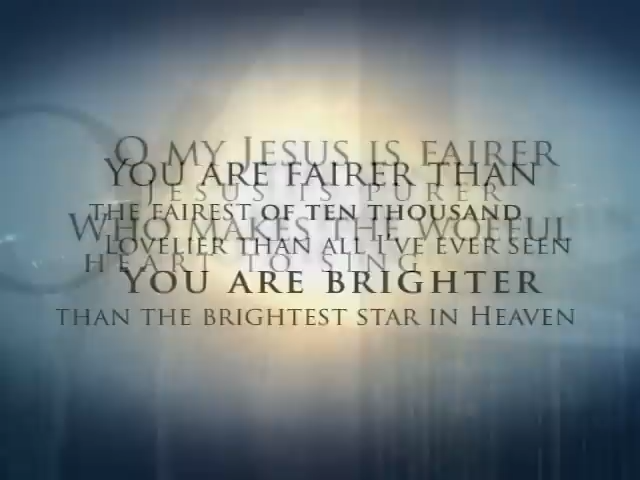 O my Jesus is fairer
You are fairer than
Jesus is purer
the fairest of ten thousand
Who makes the woeful
Lovelier than all I've ever seen
heart to sing
You are brighter
than the brightest star in Heaven